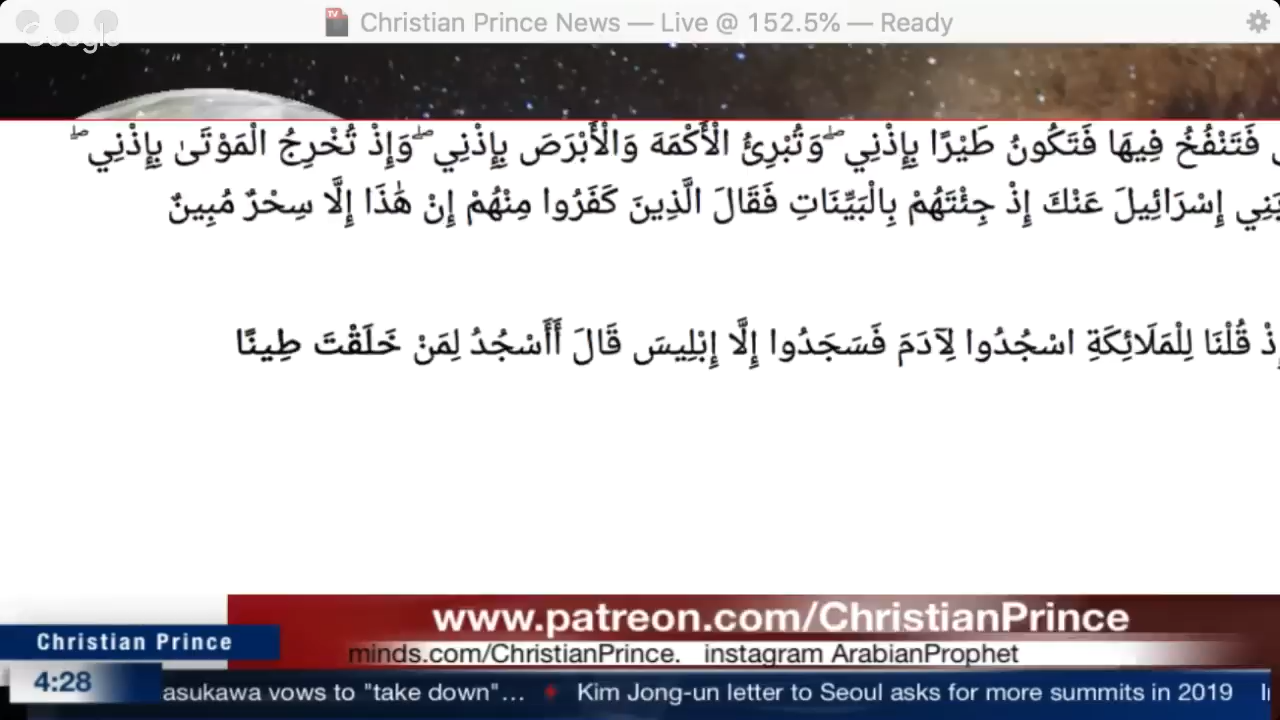 Christian Prince News — Live @ 152.5% — Ready
Google
فَتَنْفُخُ فِيهَا فَتَكُونُ طَيْرًا بِإِذْنِي ۖ وَتُبْرِئُ الْأَكْمَهَ وَالْأَبْرَصَ بِإِذْنِي ۖ وَإِذْ تُخْرِجُ الْمَوْتَىٰ بِإِذْنِي ۖ
بَنِي إِسْرَائِيلَ عَنْكَ إِذْ جِئْتَهُمْ بِالْبَيِّنَاتِ فَقَالَ الَّذِينَ كَفَرُوا مِنْهُمْ إِنْ هَٰذَا إِلَّا سِحْرٌ مُبِينٌ
إِذْ قُلْنَا لِلْمَلَائِكَةِ اسْجُدُوا لِآدَمَ فَسَجَدُوا إِلَّا إِبْلِيسَ قَالَ أَأَسْجُدُ لِمَنْ خَلَقْتَ طِينًا
www.patreon.com/ChristianPrince
Christian Prince
minds.com/ChristianPrince. instagram ArabianProphet
4:28
asukawa vows to "take down"... • Kim Jong-un letter to Seoul asks for more summits in 2019